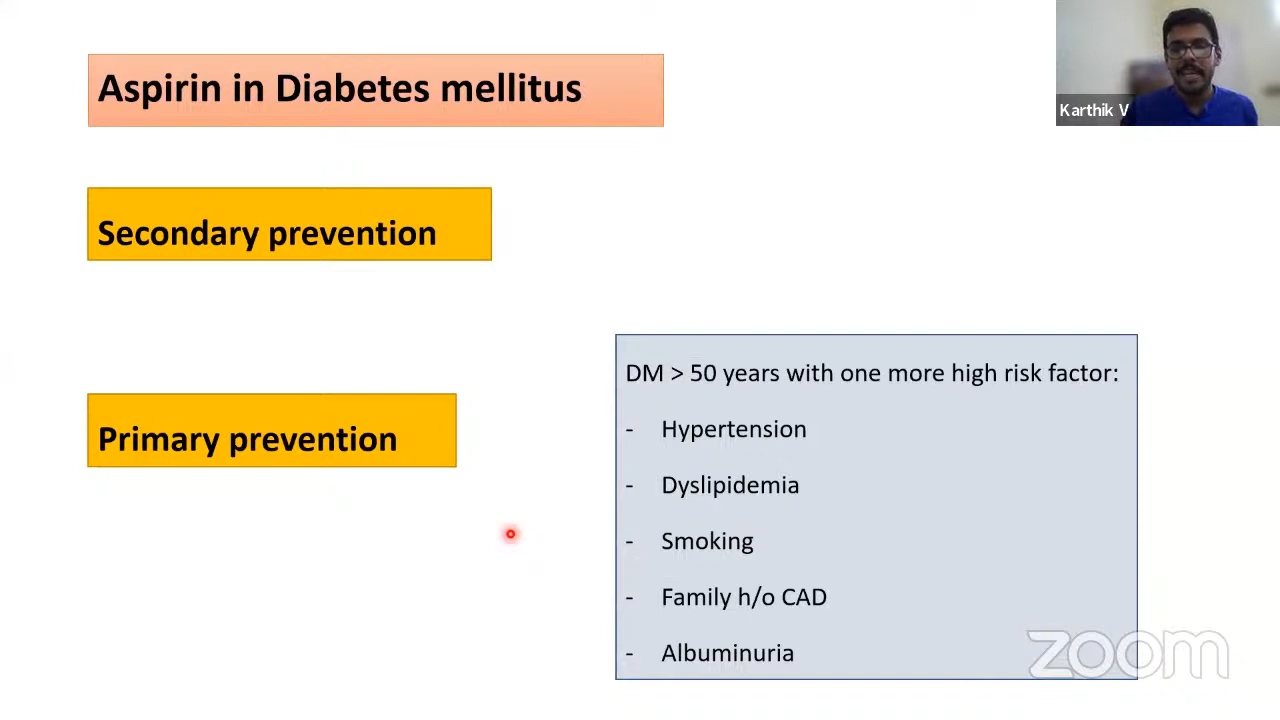 Aspirin in Diabetes mellitus
Karthik V
Secondary prevention
Primary prevention
DM > 50 years with one more high risk factor:
- Hypertension
- Dyslipidemia
- Smoking
- Family h/o CAD
- Albuminuria
zoom